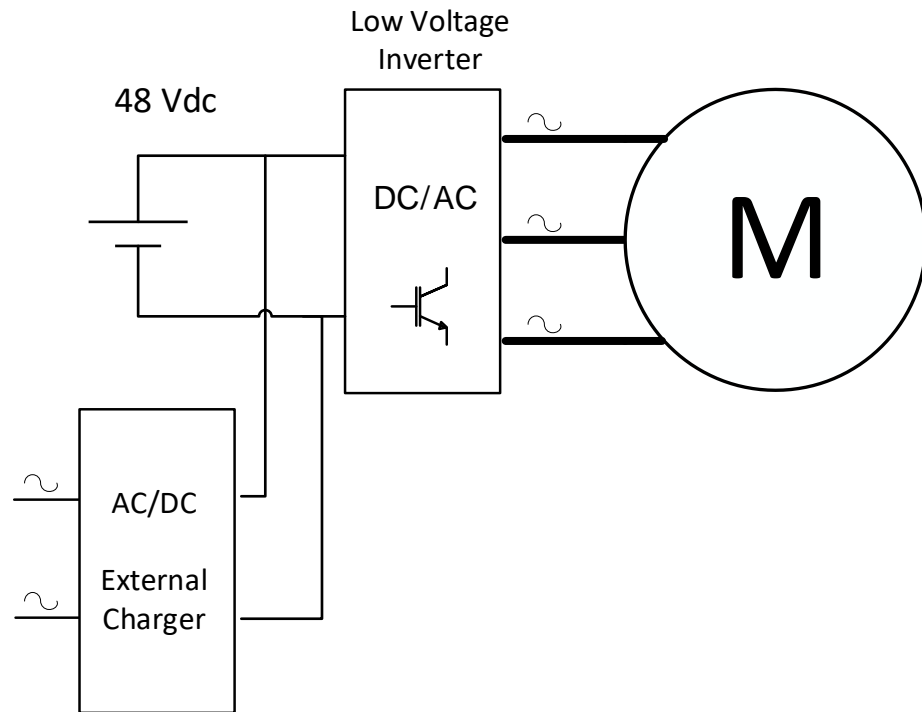 Low Voltage
Inverter
48 Vdc
DC/AC
M
AC/DC
External
Charger